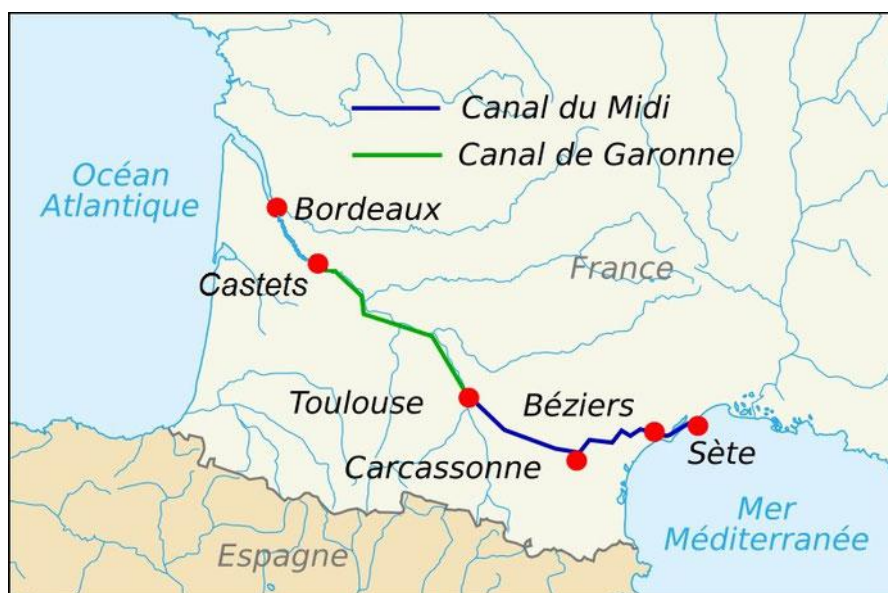 Canal du Midi
Canal de Garonne
Océan
Atlantique
Bordeaux
France
Castets
Toulouse
Béziers
Carcassonne
Sète
Mer
Méditerranée
Espagne